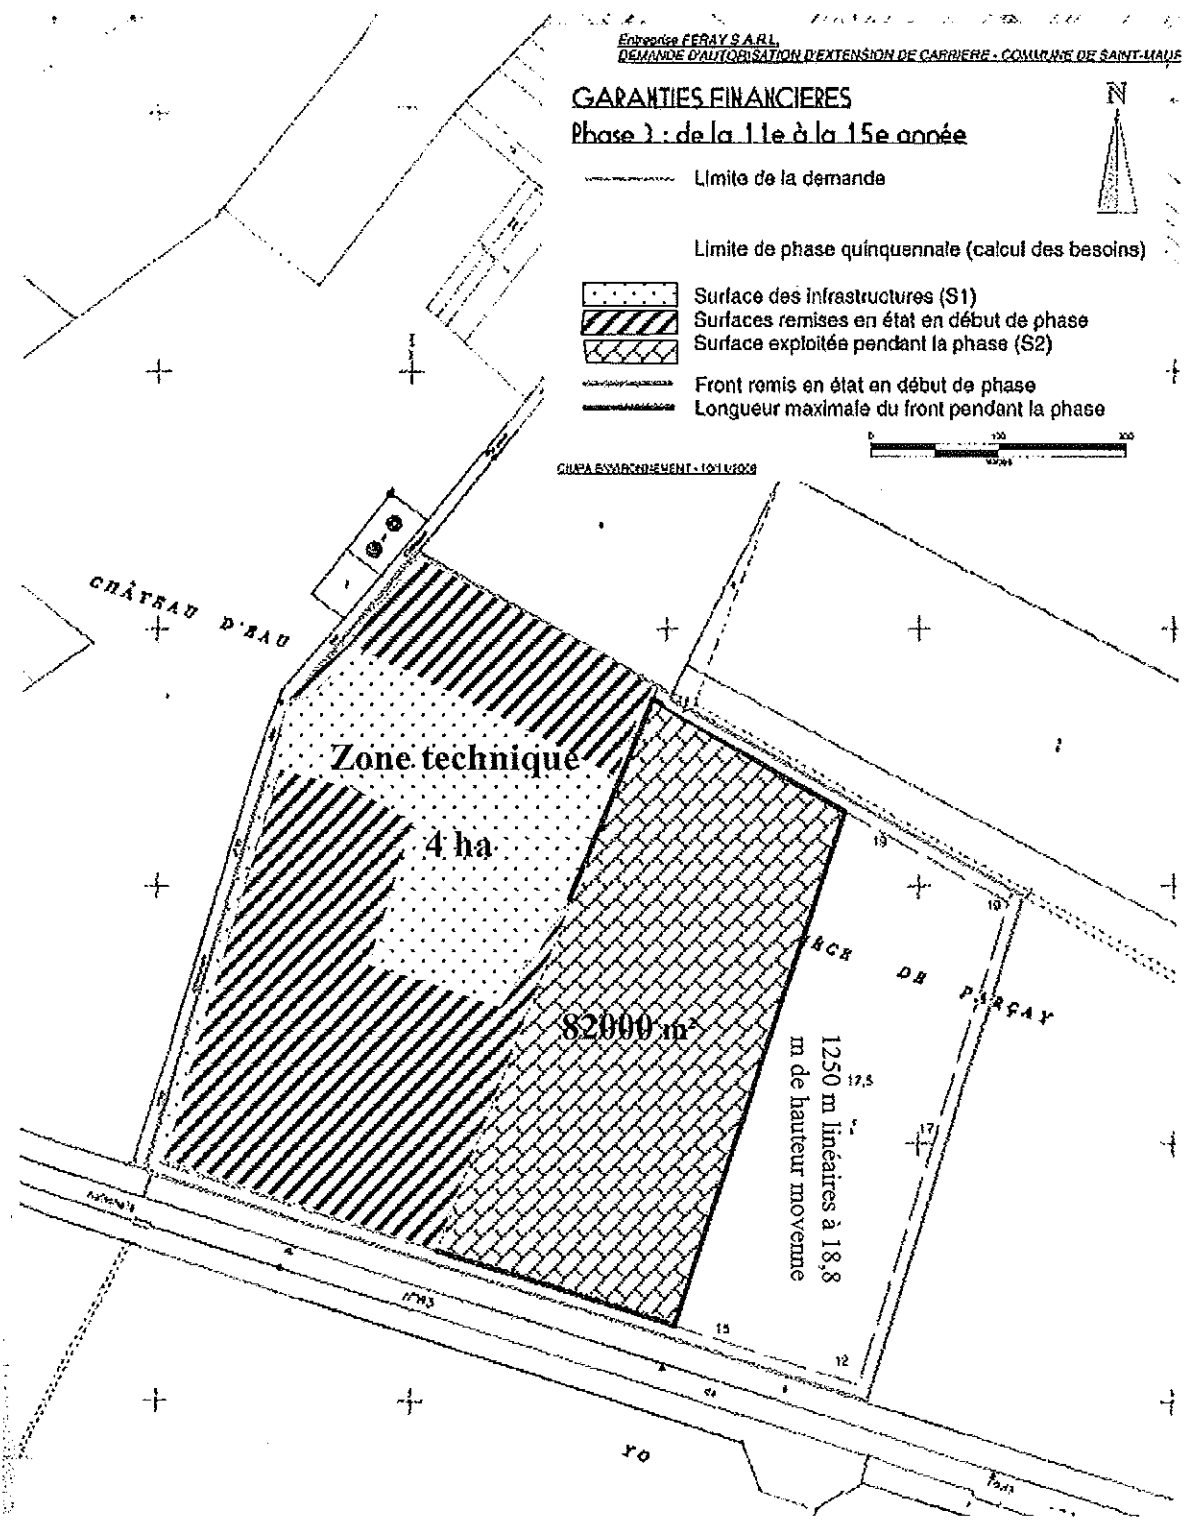 Entreprise FERAY S.A.R.L.
DEMANDE D'AUTORISATION D'EXTENSION DE CARRIERE - COMMUNE DE SAINT-MAUR
GARANTIES FINANCIERES
N
Phase 3 : de la 11e à la 15e année
Limite de la demande
Limite de phase quinquennale (calcul des besoins)
Surface des infrastructures (S1)
Surfaces remises en état en début de phase
Surface exploitée pendant la phase (S2)
Front remis en état en début de phase
Longueur maximale du front pendant la phase
0 100 200
CHÂTEAU D'EAU
Zone technique
4 ha
82000 m²
19
19
DE PARÇAY
1250 m linéaires à 18,8
m de hauteur moyenne
17,5
17
15
12
YO